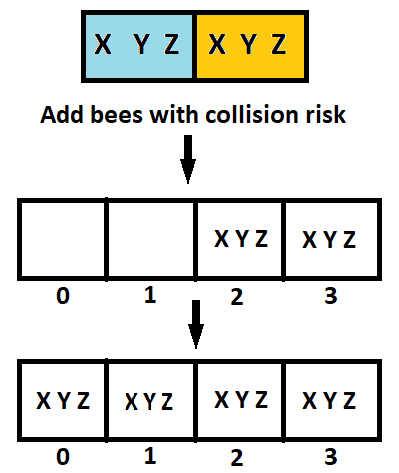 X Y Z X Y Z
Add bees with collision risk
X Y Z X Y Z
0 1 2 3
X Y Z X Y Z X Y Z X Y Z
0 1 2 3